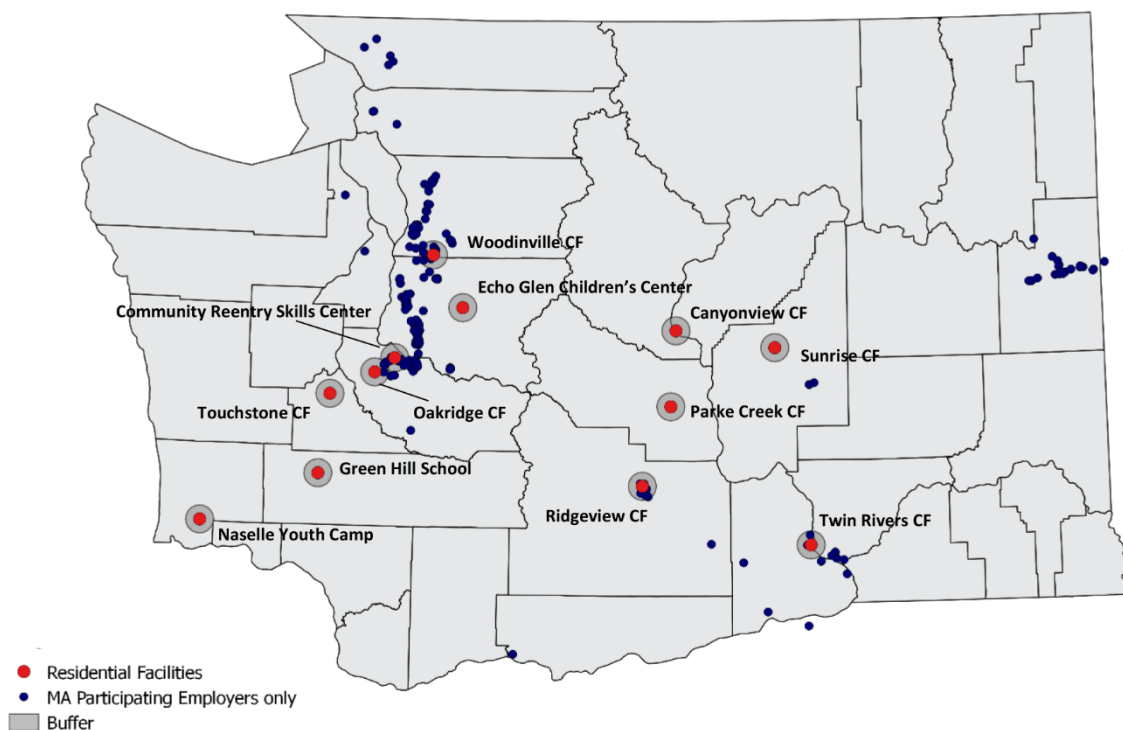 Woodinville CF
Echo Glen Children's Center
Community Reentry Skills Center
Canyonview CF
Sunrise CF
Touchstone CF
Oakridge CF
Parke Creek CF
Green Hill School
Ridgeview CF
Twin Rivers CF
Naselle Youth Camp
Residential Facilities
MA Participating Employers only
Buffer